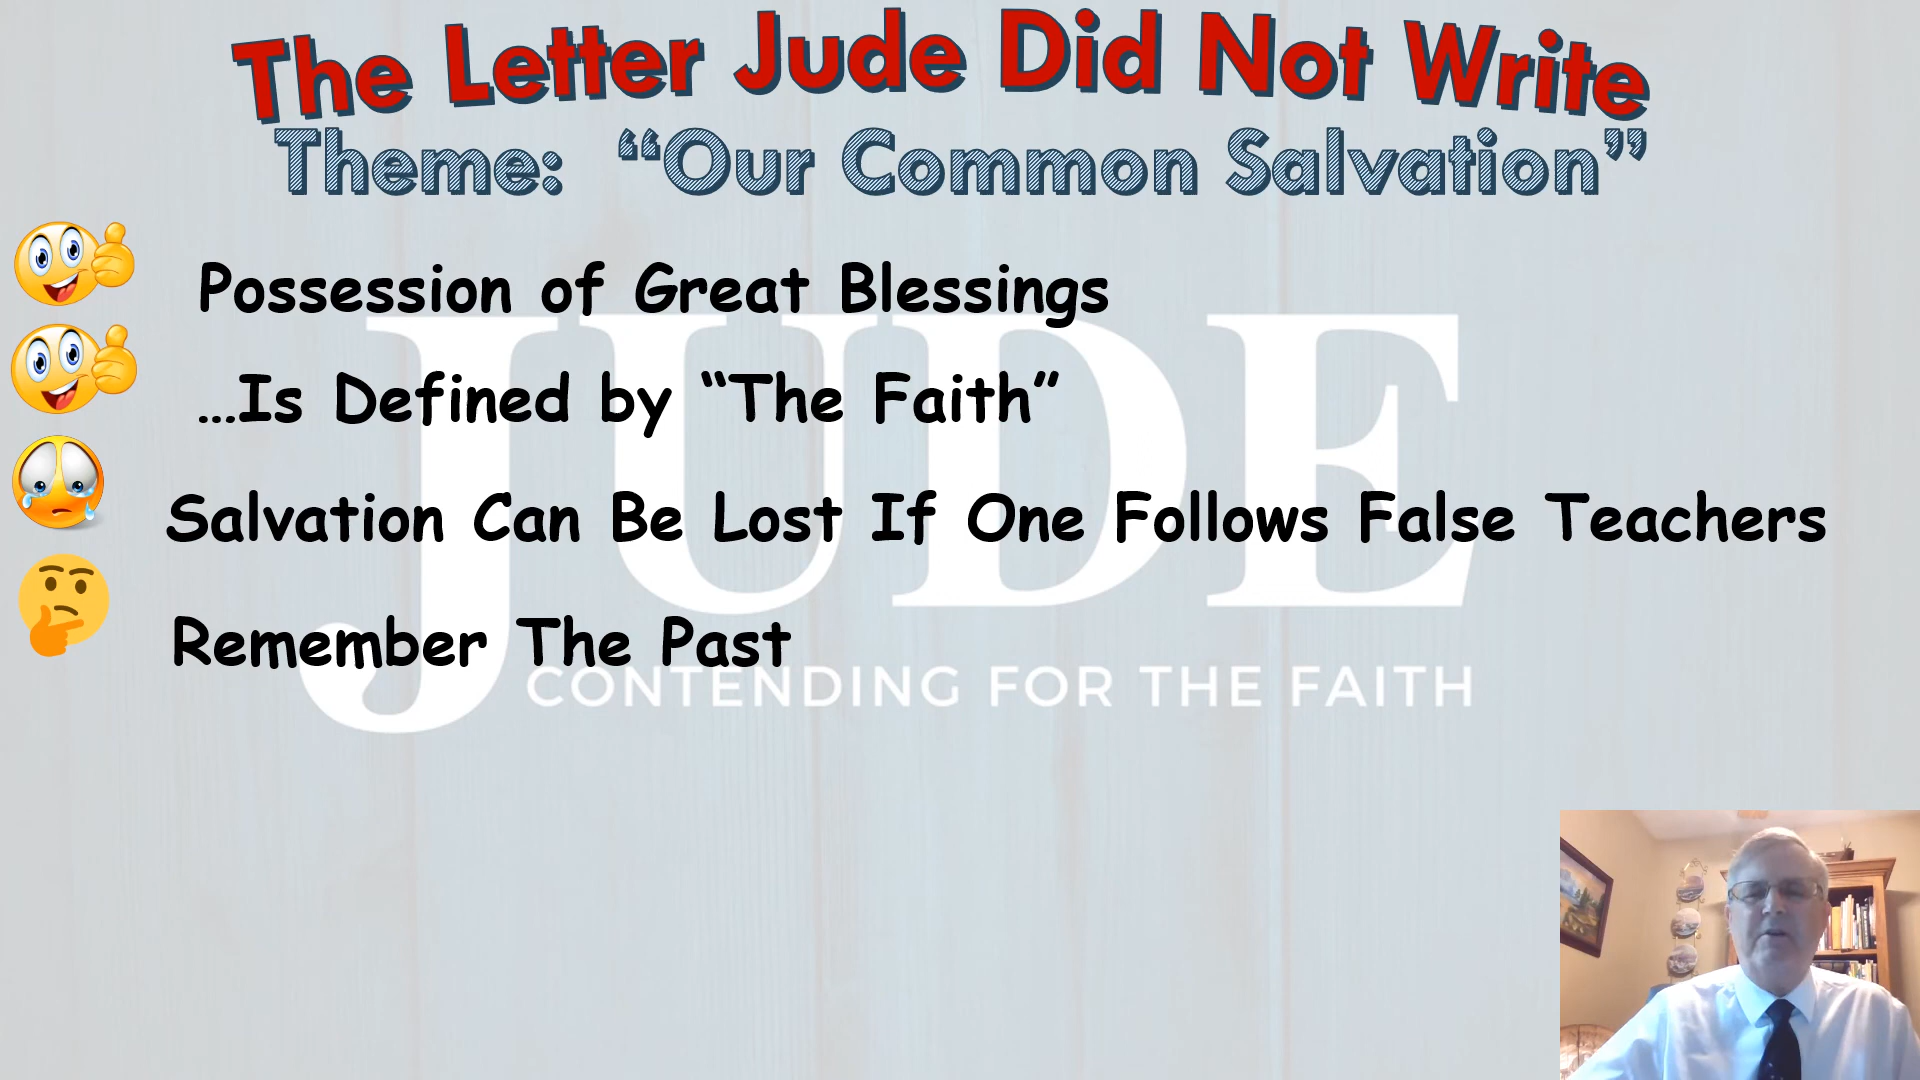 The Letter Jude Did Not Write
Theme: “Our Common Salvation”
Possession of Great Blessings
…Is Defined by “The Faith”
Salvation Can Be Lost If One Follows False Teachers
Remember The Past
JUDE
CONTENDING FOR THE FAITH